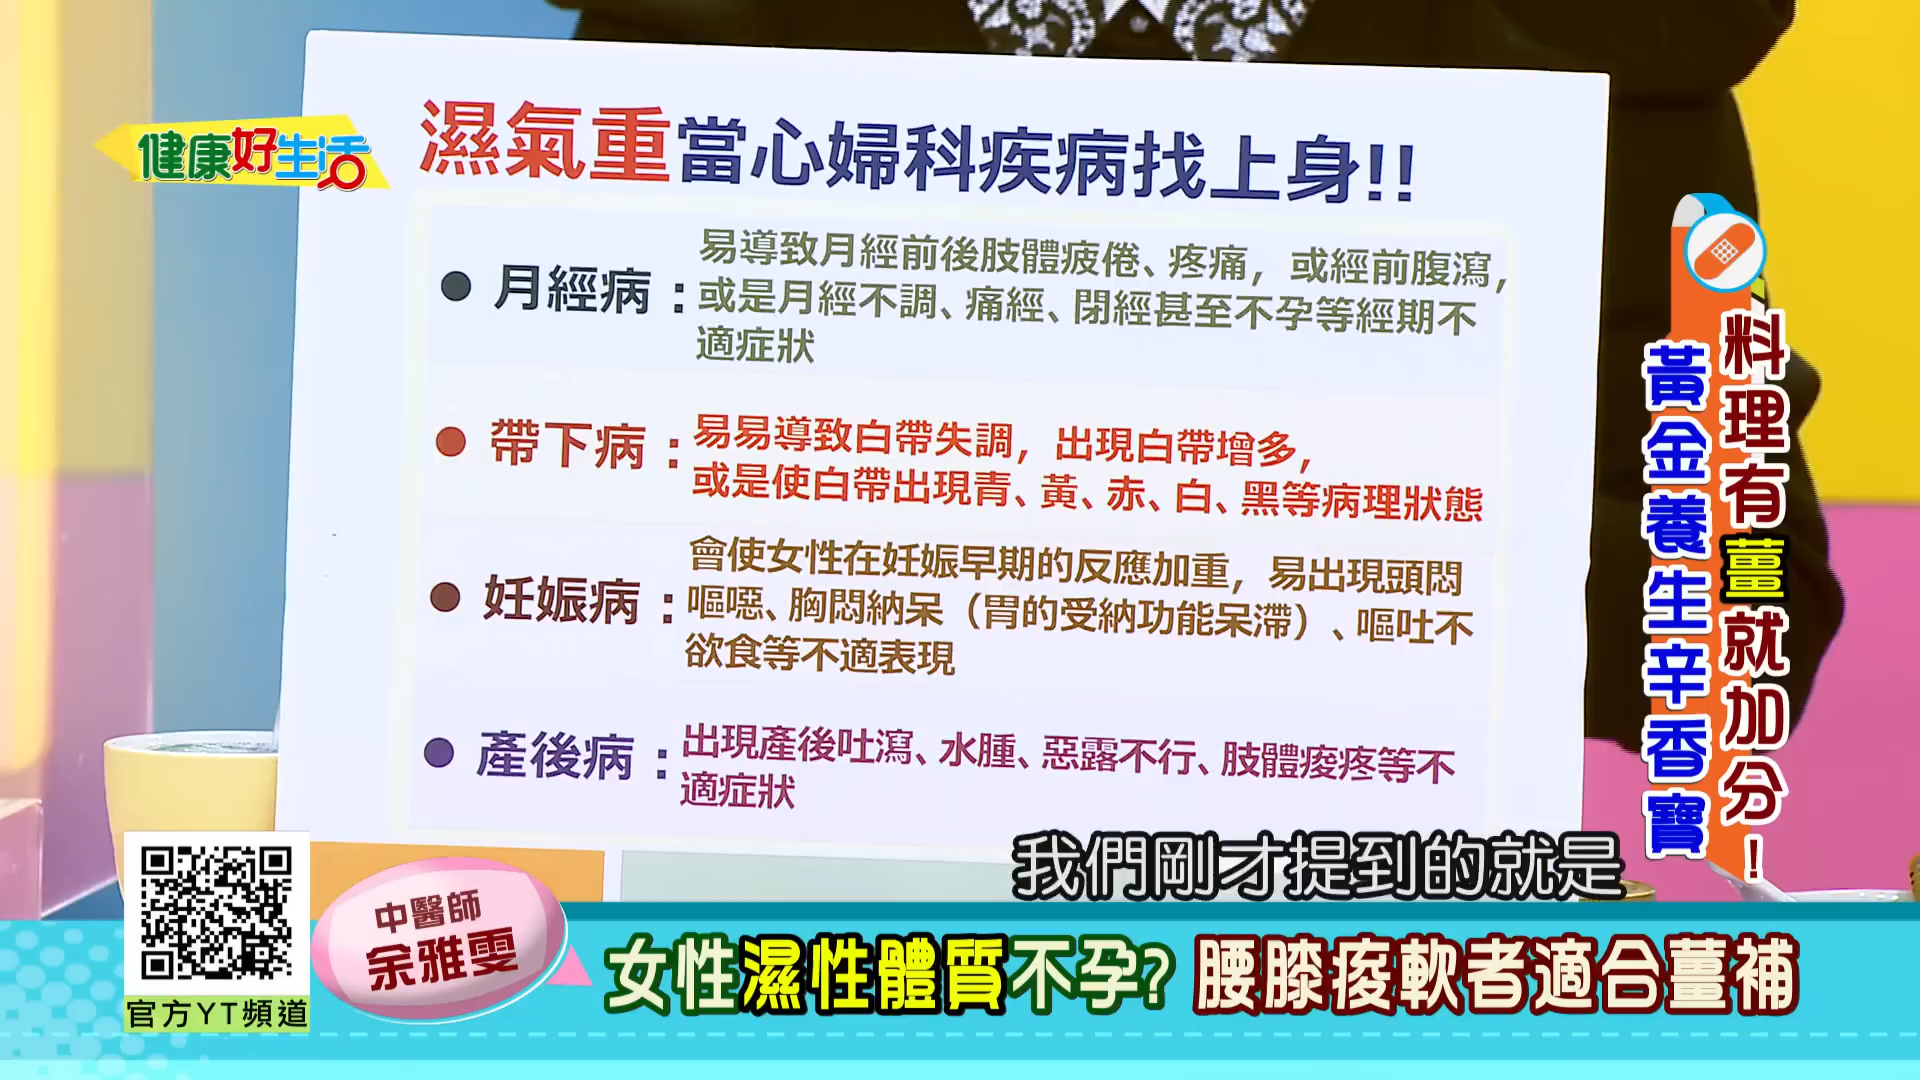 健康好生活
濕氣重當心婦科疾病找上身!!
● 月經病：
易導致月經前後肢體疲倦、疼痛，或經前腹瀉，
或是月經不調、痛經、閉經甚至不孕等經期不
適症狀
● 帶下病：
易易導致白帶失調，出現白帶增多，
或是使白帶出現青、黃、赤、白、黑等病理狀態
● 妊娠病：
會使女性在妊娠早期的反應加重，易出現頭悶
嘔噁、胸悶納呆（胃的受納功能呆滯）、嘔吐不
欲食等不適表現
● 產後病：
出現產後吐瀉、水腫、惡露不行、肢體痠疼等不
適症狀
料理有薑就加分！
黃金養生辛香寶
我們剛才提到的就是
官方YT頻道
中醫師
余雅雯
女性濕性體質不孕? 腰膝痠軟者適合薑補